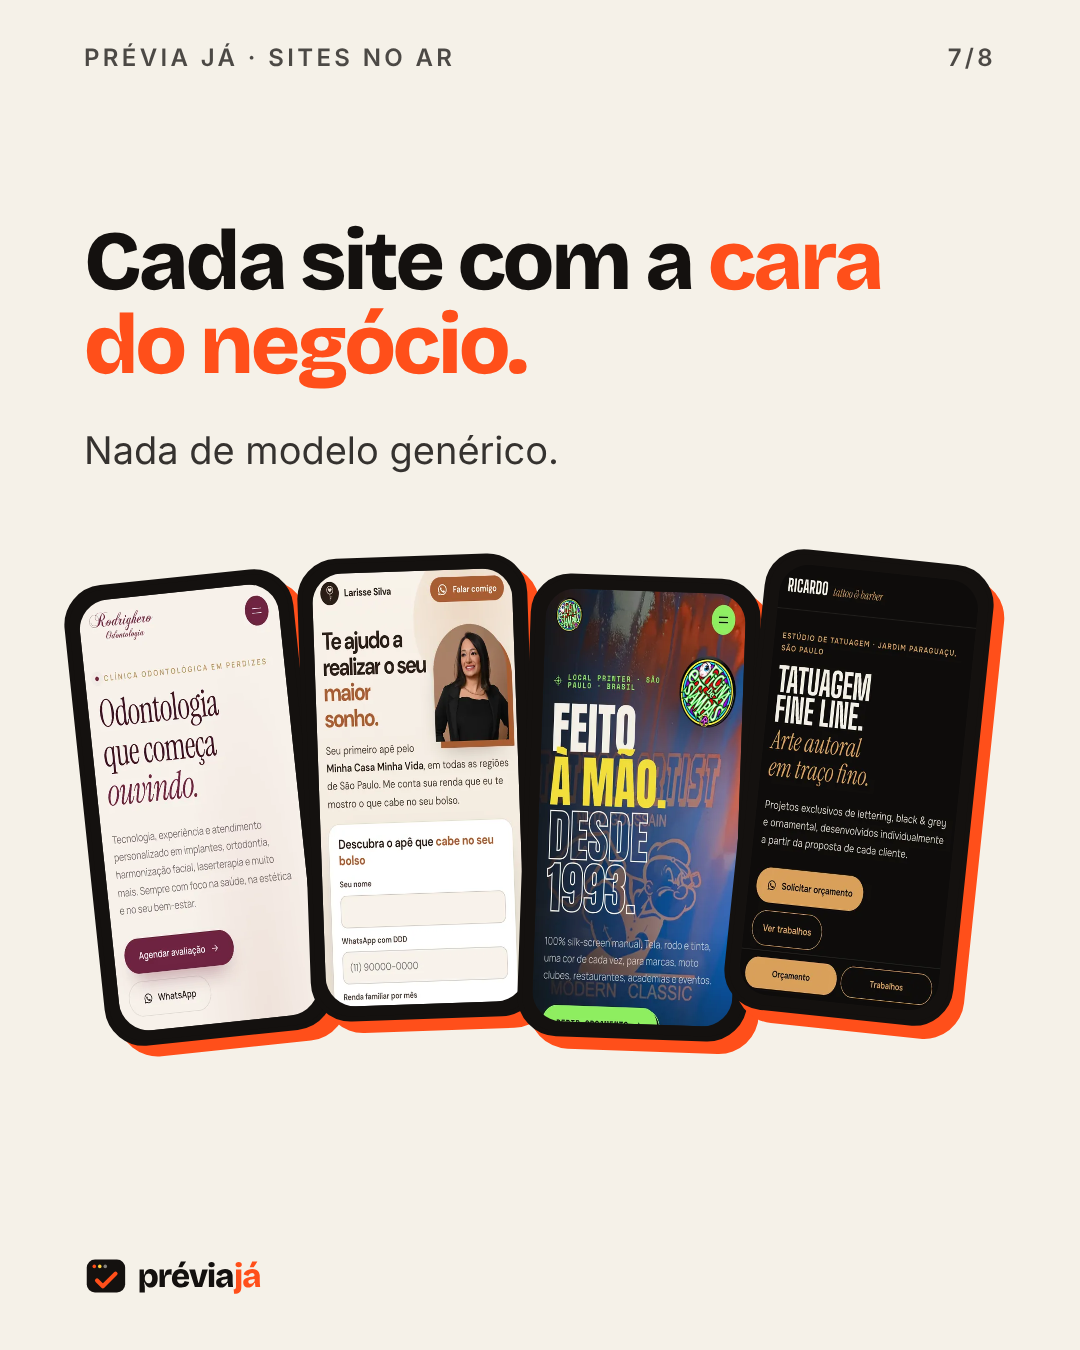 PRÉVIA JÁ · SITES NO AR
7/8
Cada site com a cara
do negócio.
Nada de modelo genérico.
Rodrighero
Odontologia
CLÍNICA ODONTOLÓGICA EM PERDIZES
Odontologia
que começa
ouvindo.
Tecnologia, experiência e atendimento
personalizado em implantes, ortodontia,
harmonização facial, laserterapia e muito
mais. Sempre com foco na saúde, na estética
e no seu bem-estar.
Agendar avaliação →
WhatsApp
Larisse Silva
Falar comigo
Te ajudo a
realizar o seu
maior
sonho.
Seu primeiro apê pelo
Minha Casa Minha Vida, em todas as regiões
de São Paulo. Me conta sua renda que eu te
mostro o que cabe no seu bolso.
Descubra o apê que cabe no seu
bolso
Seu nome
WhatsApp com DDD
(11) 90000-0000
Renda familiar por mês
LOCAL PRINTER · SÃO
PAULO · BRASIL
FEITO
À MÃO.
DESDE
1993.
100% silk-screen manual. Tela, rodo e tinta,
uma cor de cada vez, para marcas, moto
clubes, restaurantes, academias e eventos.
MODERN CLASSIC
RICARDO tattoo & barber
ESTÚDIO DE TATUAGEM · JARDIM PARAGUAÇU,
SÃO PAULO
TATUAGEM
FINE LINE.
Arte autoral
em traço fino.
Projetos exclusivos de lettering, black & grey
e ornamental, desenvolvidos individualmente
a partir da proposta de cada cliente.
Solicitar orçamento
Ver trabalhos
Orçamento
Trabalhos
préviajá